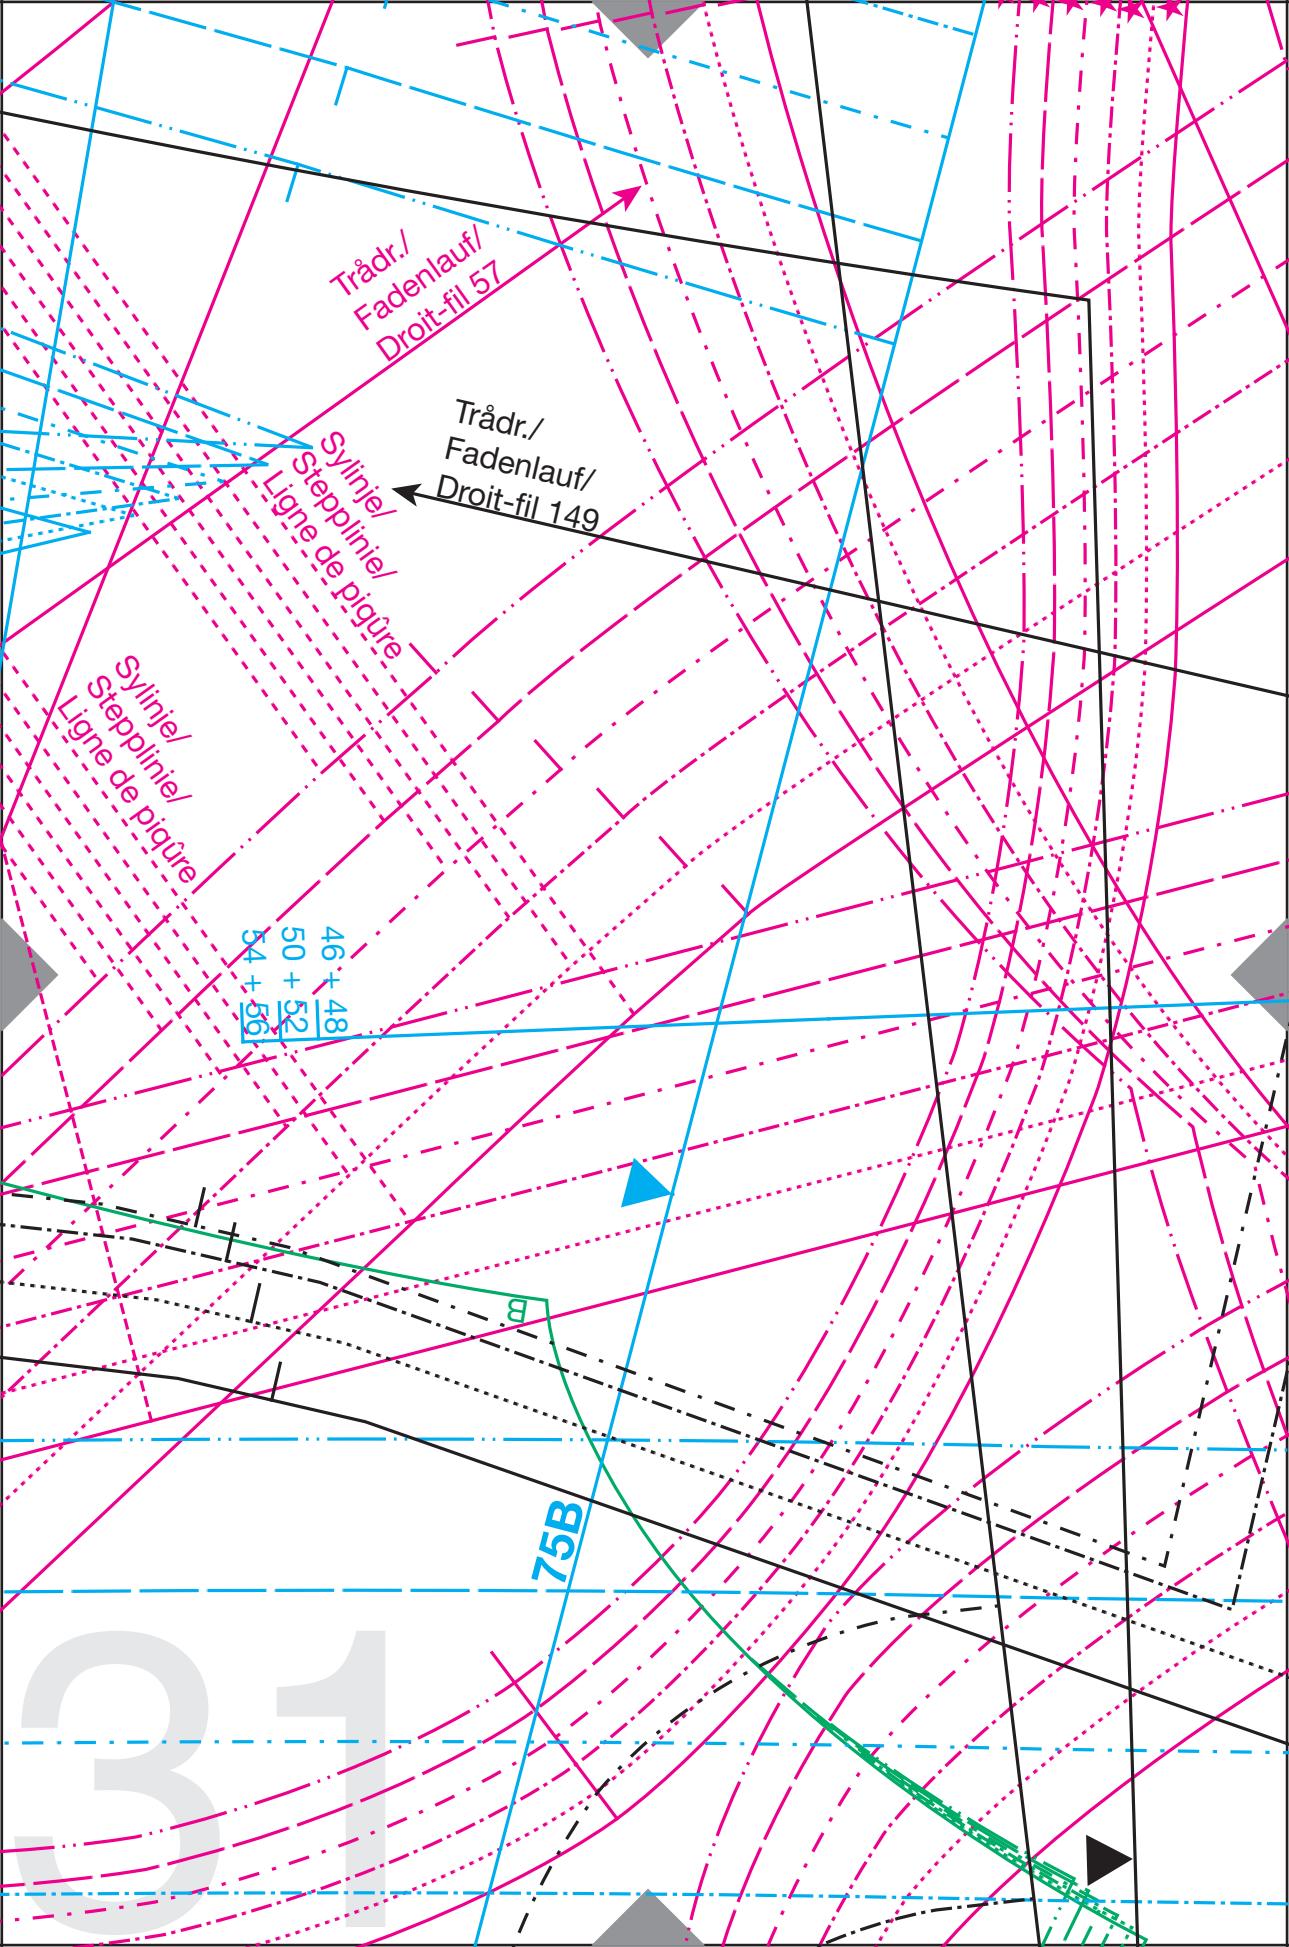 Trådr./
Fadenlauf/
Droit-fil 57
Trådr./
Fadenlauf/
Droit-fil 149
Sylinje/
Stepplinie/
Ligne de piqûre
Sylinje/
Stepplinie/
Ligne de piqûre
46 + 48
50 + 52
54 + 56
B
75B
31